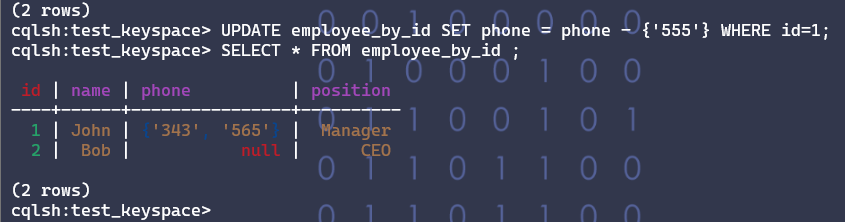 (2 rows)
cqlsh:test_keyspace> UPDATE employee_by_id SET phone = phone - {'555'} WHERE id=1;
cqlsh:test_keyspace> SELECT * FROM employee_by_id ;
id | name | phone | position
----+------+----------------+----------
1 | John | {'343', '565'} | Manager
2 | Bob | null | CEO
(2 rows)
cqlsh:test_keyspace>